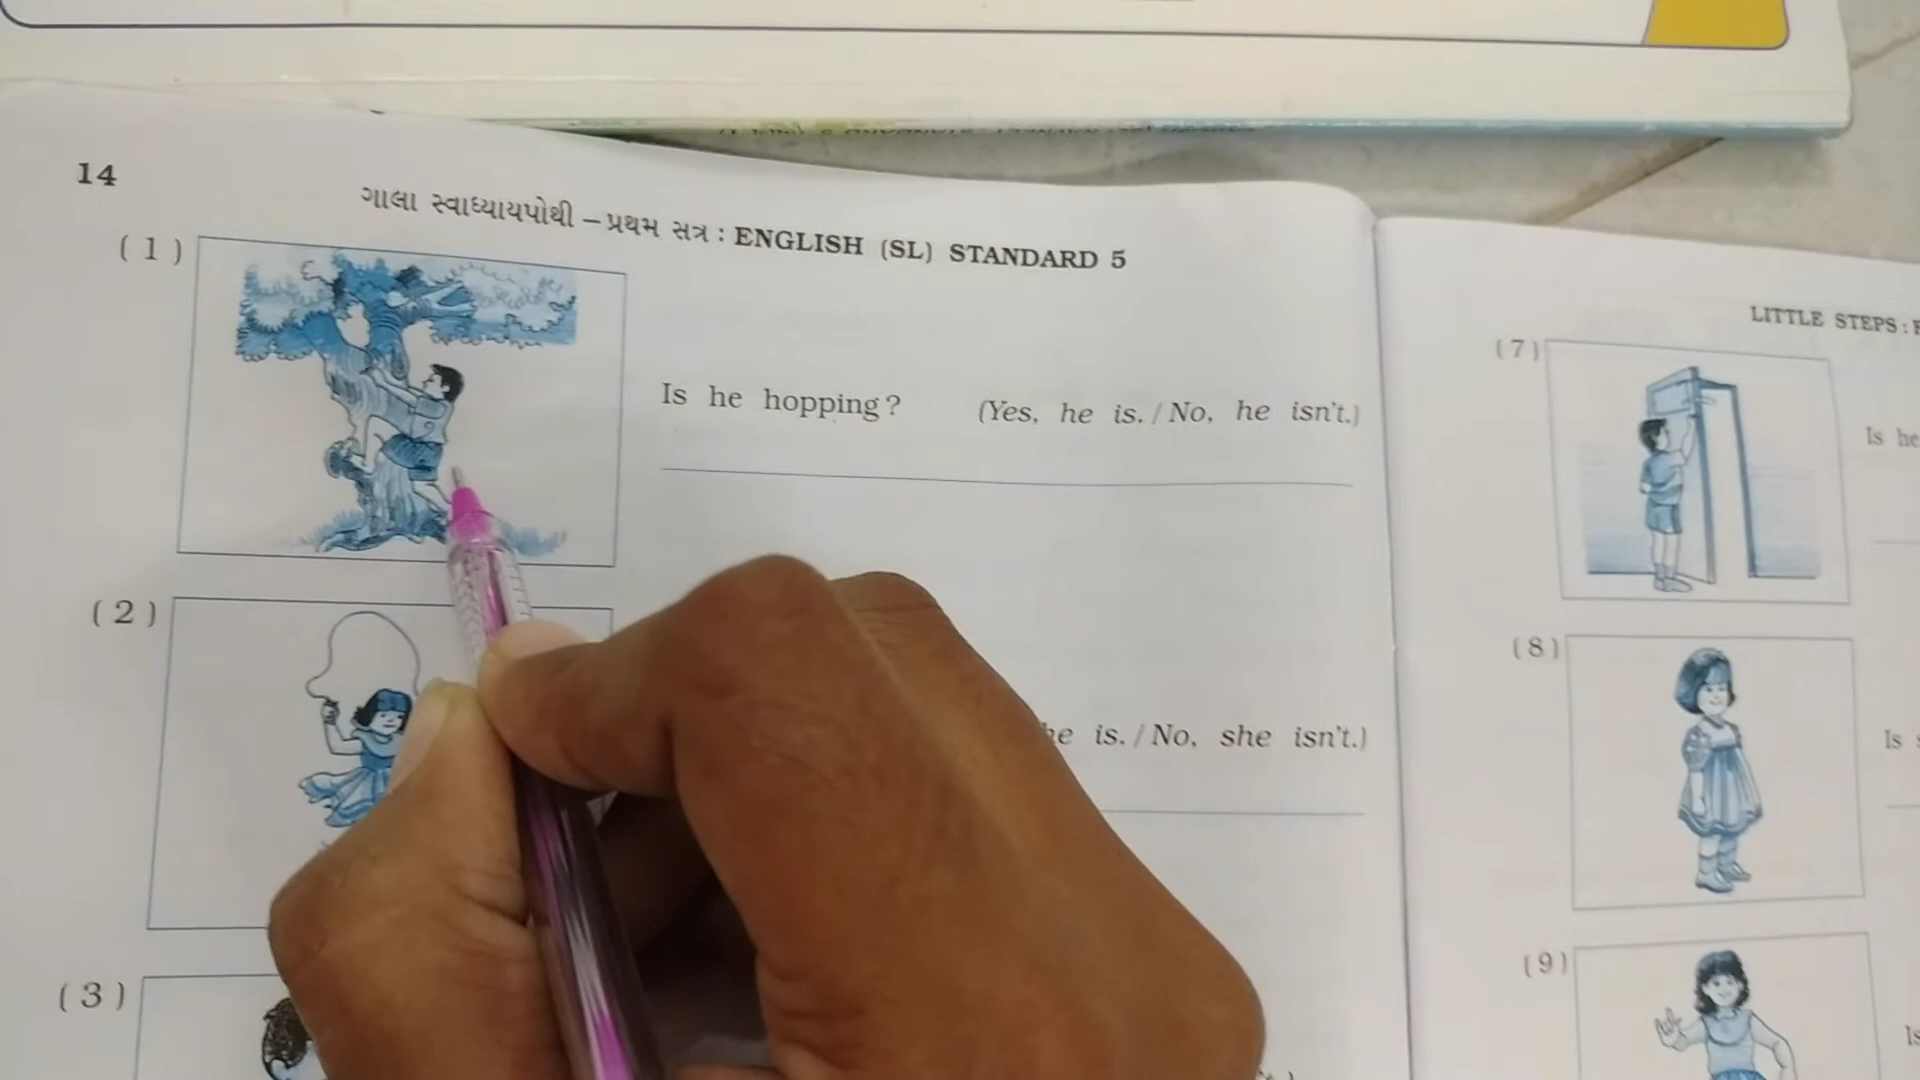 14
ગાલા સ્વાધ્યાયપોથી – પ્રથમ સત્ર : ENGLISH (SL) STANDARD 5
(1)
Is he hopping? (Yes, he is. / No, he isn't.)
(2)
is. / No, she isn't.)
(3)
LITTLE STEPS :
(7)
Is he
(8)
Is
(9)
Is